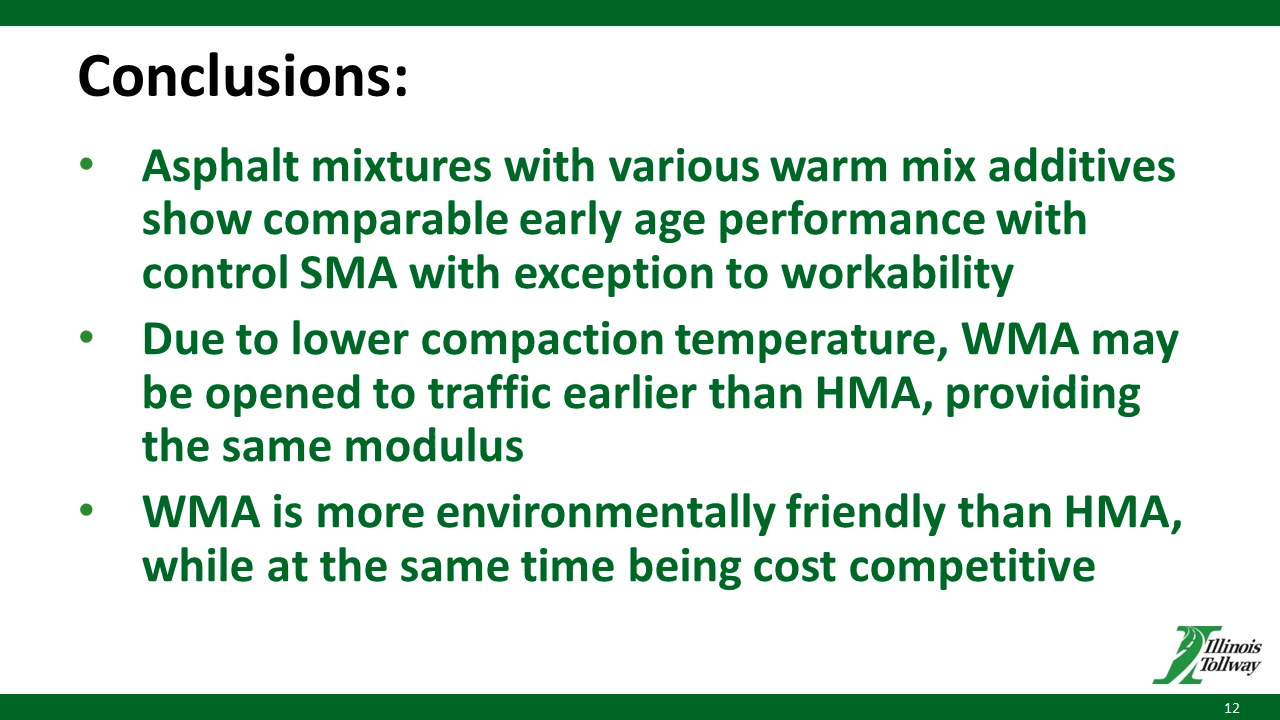 Conclusions:
• Asphalt mixtures with various warm mix additives
show comparable early age performance with
control SMA with exception to workability
• Due to lower compaction temperature, WMA may
be opened to traffic earlier than HMA, providing
the same modulus
• WMA is more environmentally friendly than HMA,
while at the same time being cost competitive
Illinois
Tollway
12